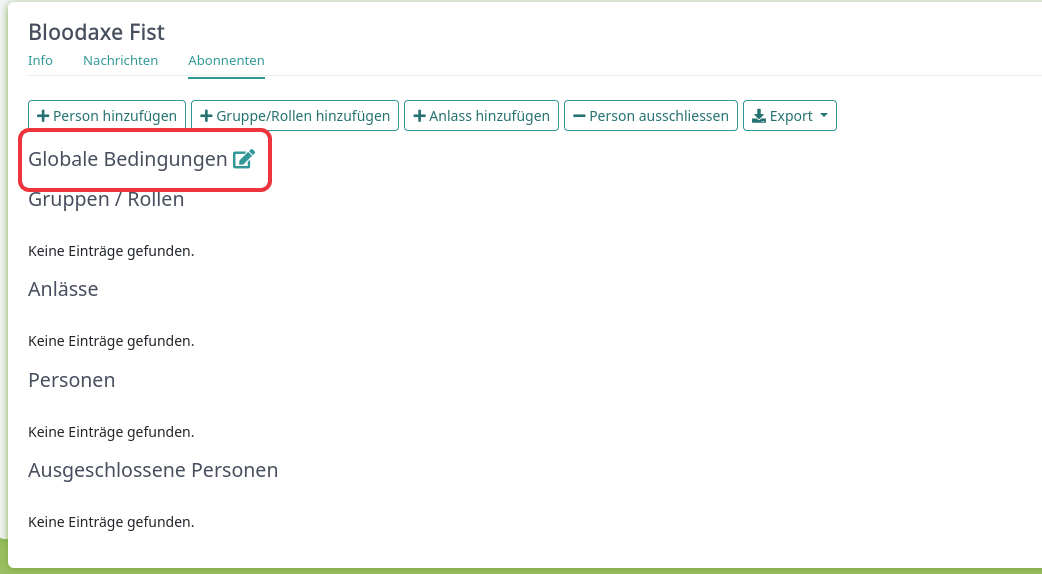 Bloodaxe Fist
Info Nachrichten Abonnenten
Person hinzufügen Gruppe/Rollen hinzufügen Anlass hinzufügen Person ausschliessen Export
Globale Bedingungen
Gruppen / Rollen
Keine Einträge gefunden.
Anlässe
Keine Einträge gefunden.
Personen
Keine Einträge gefunden.
Ausgeschlossene Personen
Keine Einträge gefunden.